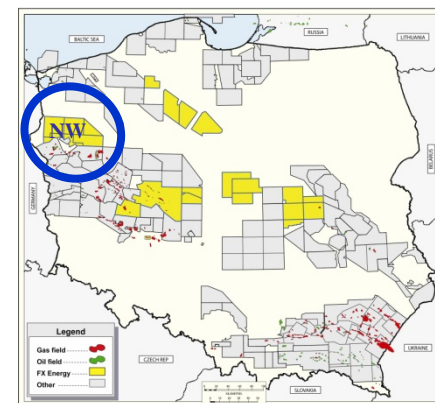 BALTIC SEA
RUSSIA
LITHUANIA
NW
BELARUS
GERMANY
Legend
Gas field
Oil field
FX Energy
Other
CZECH REP
UKRAINE
SLOVAKIA
KILOMETERS